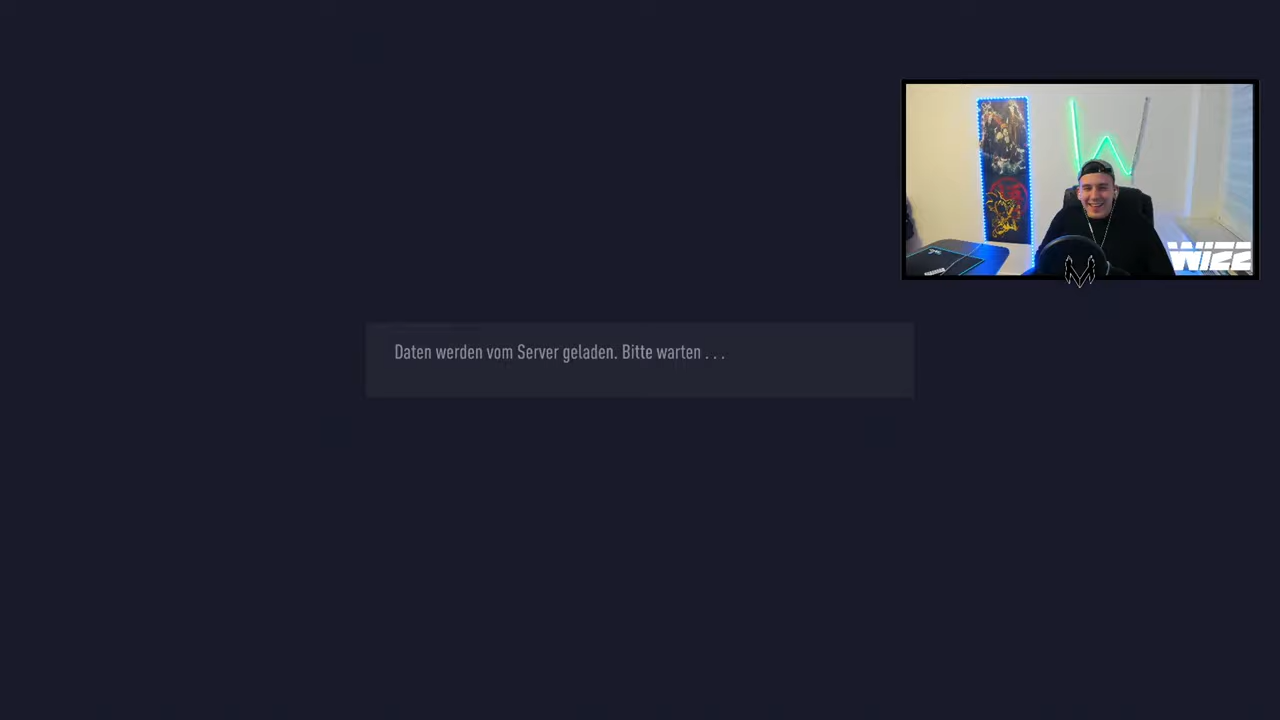 WIZZ
Daten werden vom Server geladen. Bitte warten . . .